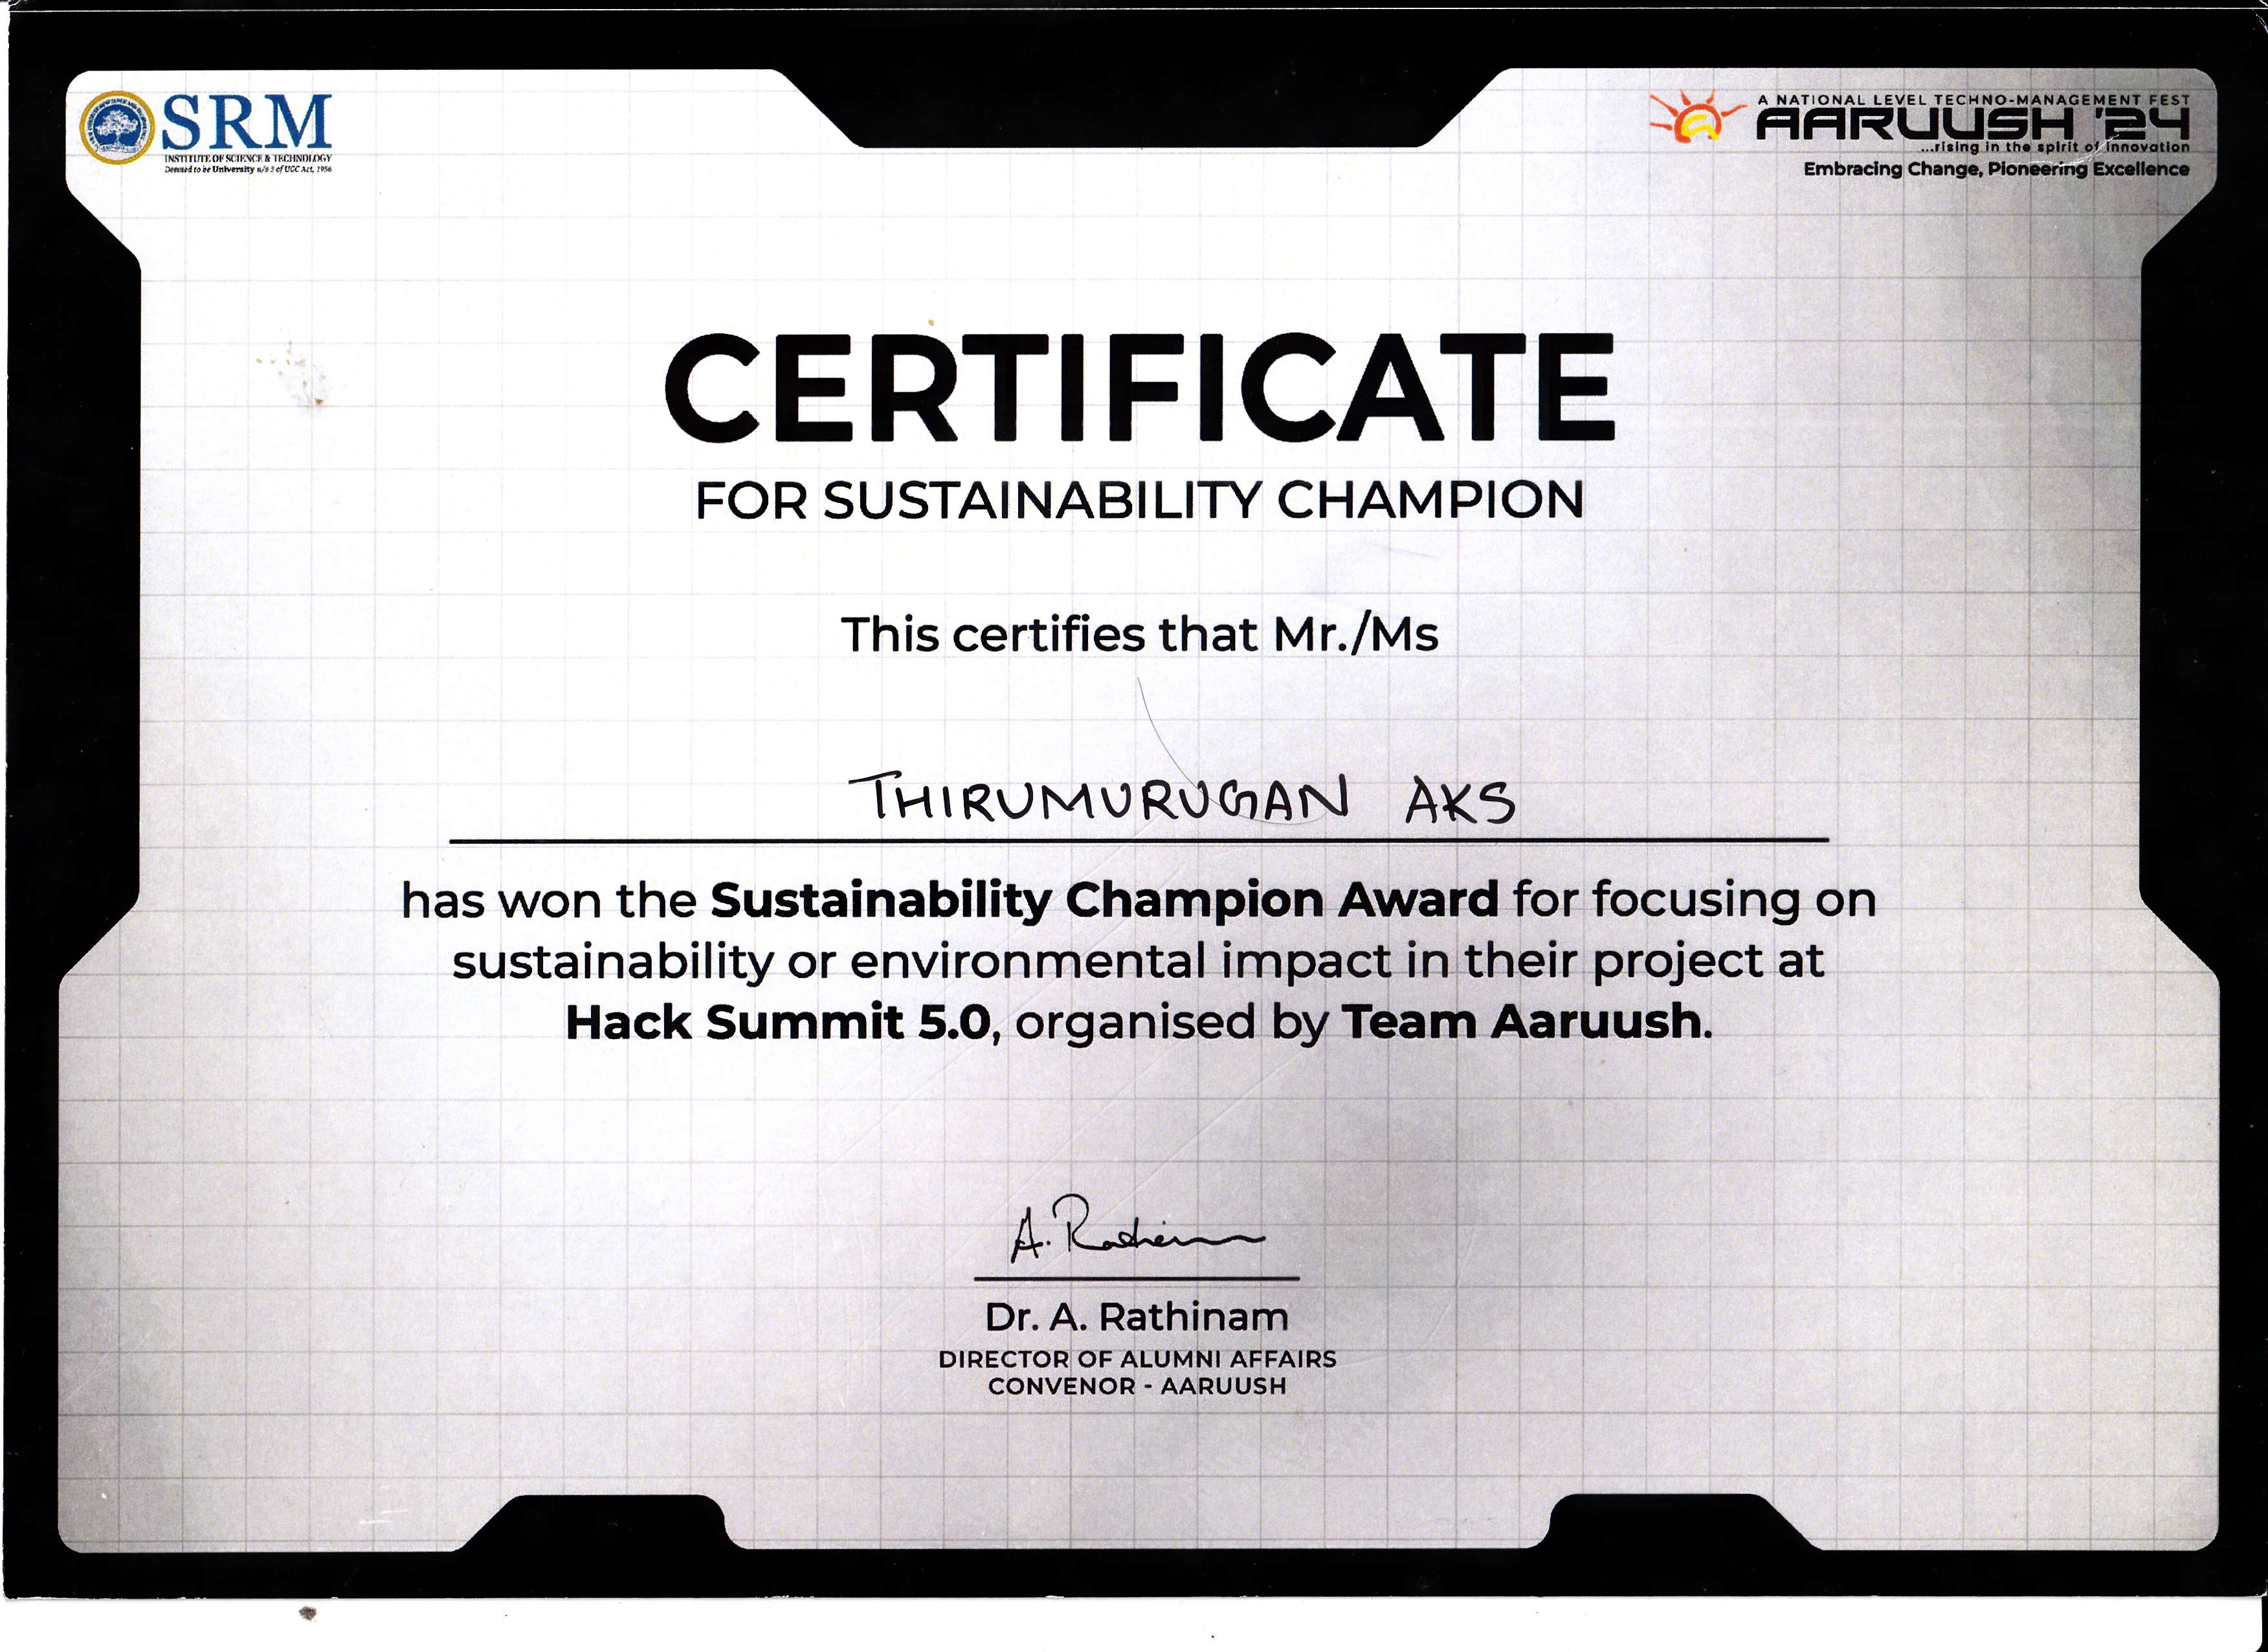 SRM
INSTITUTE OF SCIENCE & TECHNOLOGY
Deemed to be University u/s 3 of UGC Act, 1956
A NATIONAL LEVEL TECHNO-MANAGEMENT FEST
AARUUSH '24
...rising in the spirit of innovation
Embracing Change, Pioneering Excellence
CERTIFICATE
FOR SUSTAINABILITY CHAMPION
This certifies that Mr./Ms
THIRUMURUGAN AKS
has won the Sustainability Champion Award for focusing on
sustainability or environmental impact in their project at
Hack Summit 5.0, organised by Team Aaruush.
A. Rathinam
Dr. A. Rathinam
DIRECTOR OF ALUMNI AFFAIRS
CONVENOR - AARUUSH